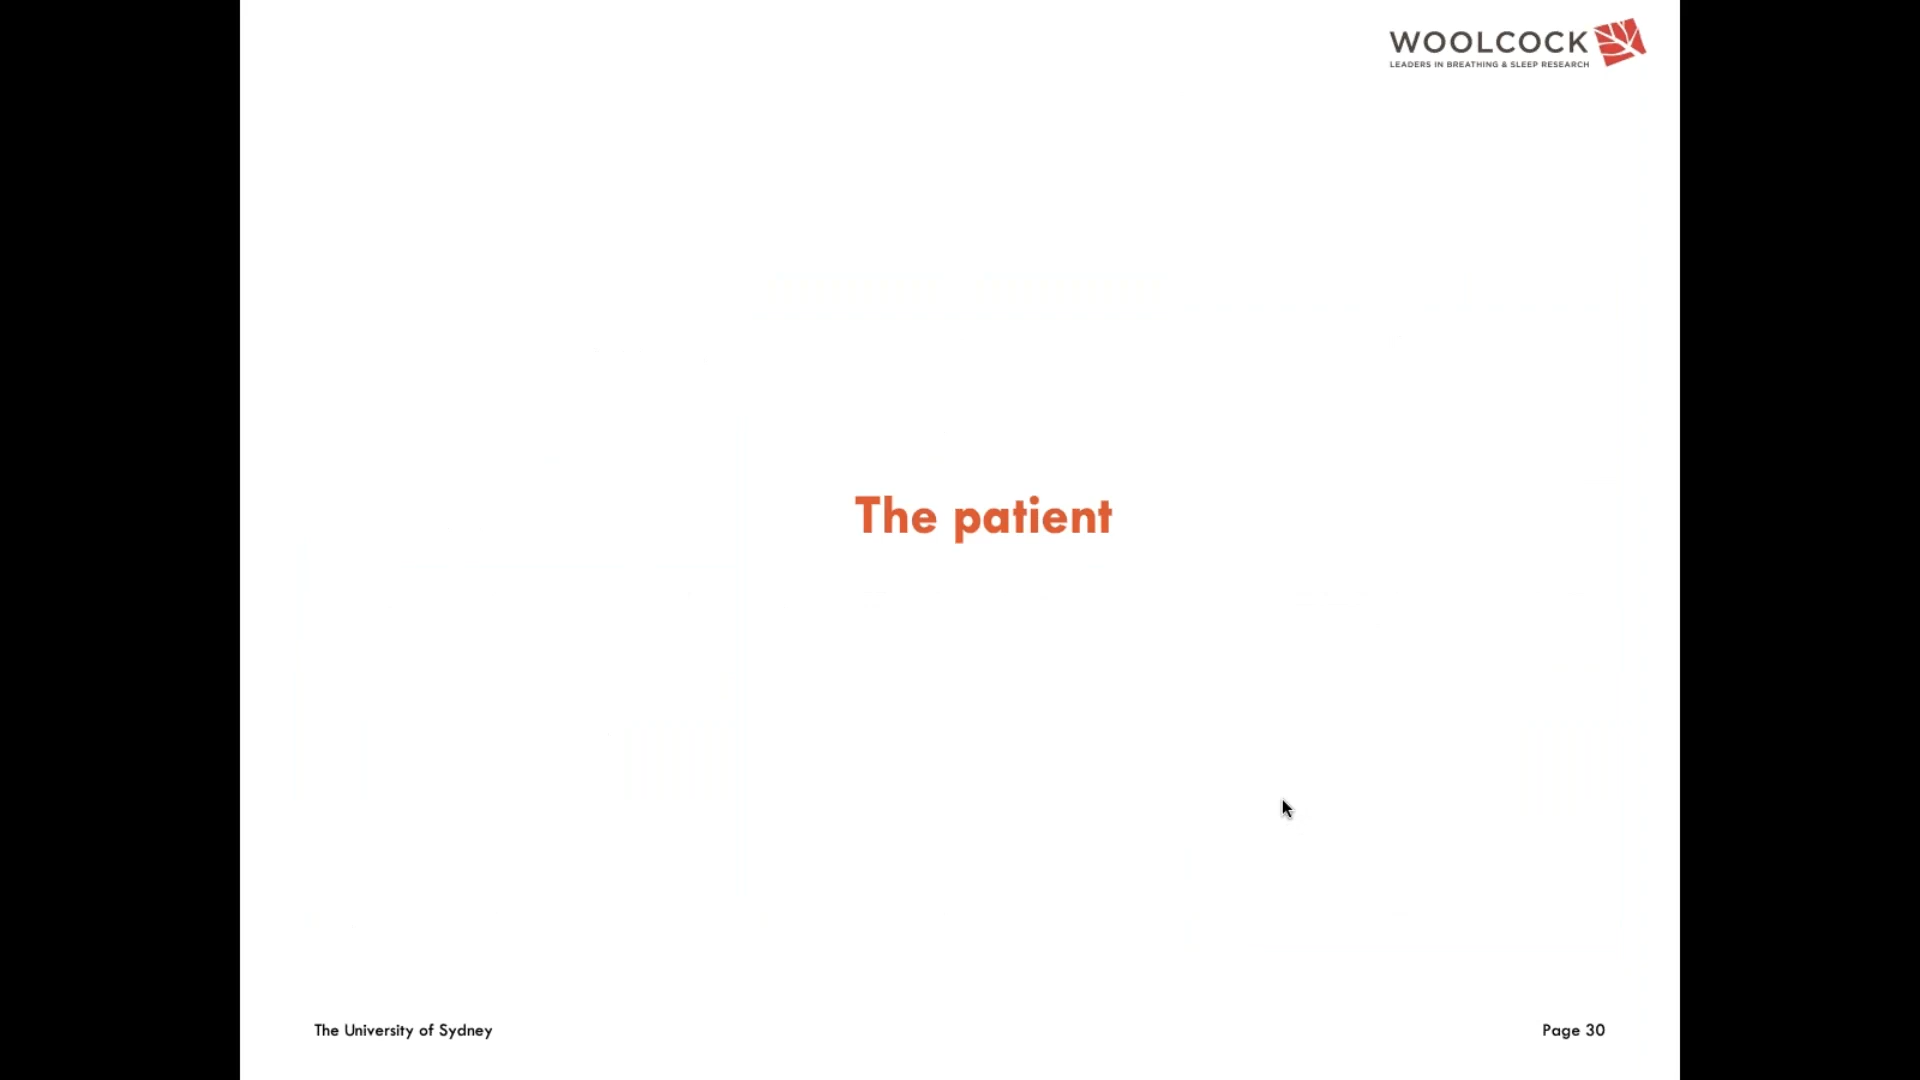 WOOLCOCK
LEADERS IN BREATHING & SLEEP RESEARCH
The patient
The University of Sydney
Page 30